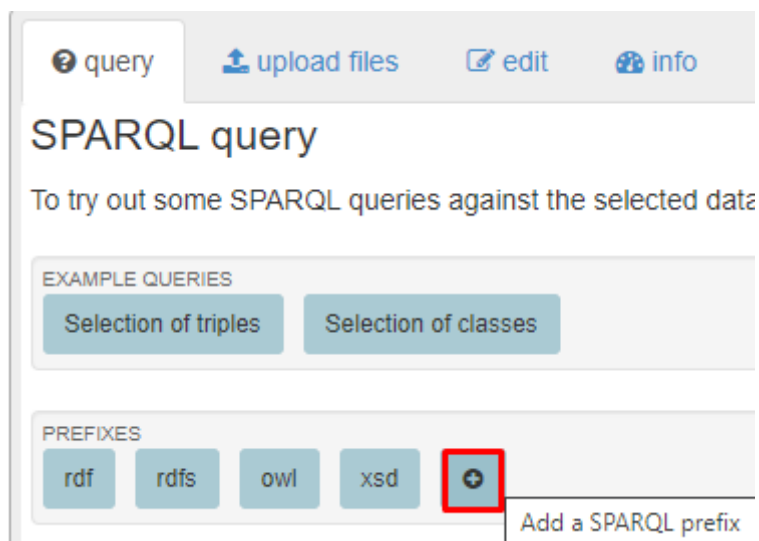 query upload files edit info
SPARQL query
To try out some SPARQL queries against the selected data
EXAMPLE QUERIES
Selection of triples Selection of classes
PREFIXES
rdf rdfs owl xsd
Add a SPARQL prefix